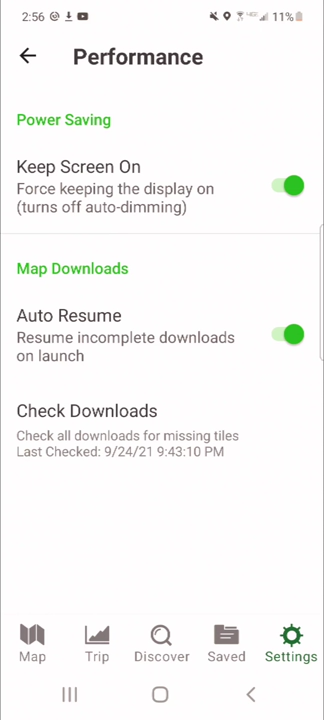 2:56 11%
Performance
Power Saving
Keep Screen On
Force keeping the display on
(turns off auto-dimming)
Map Downloads
Auto Resume
Resume incomplete downloads
on launch
Check Downloads
Check all downloads for missing tiles
Last Checked: 9/24/21 9:43:10 PM
Map Trip Discover Saved Settings